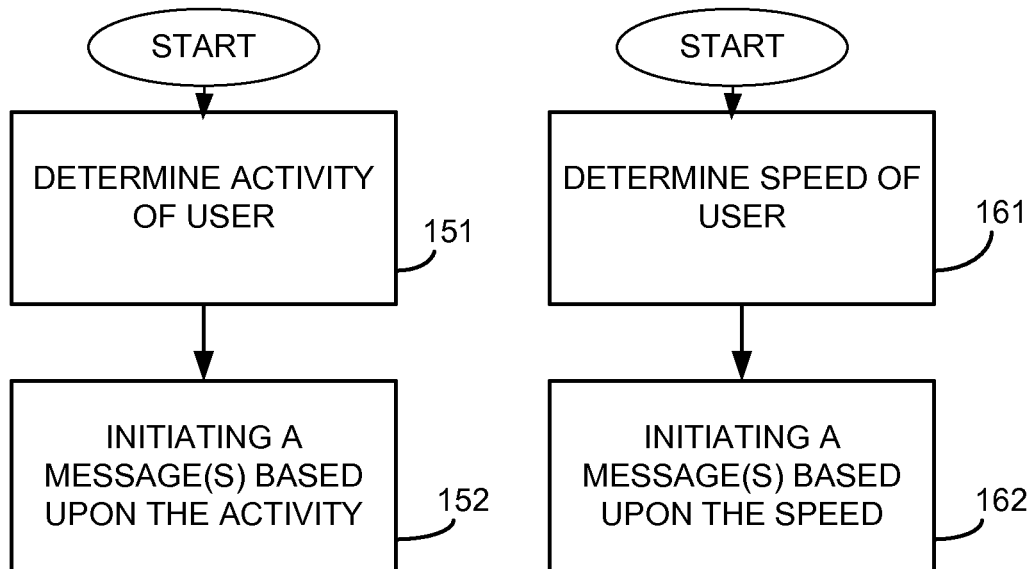 START
DETERMINE ACTIVITY
OF USER
151
INITIATING A
MESSAGE(S) BASED
UPON THE ACTIVITY
152
START
DETERMINE SPEED OF
USER
161
INITIATING A
MESSAGE(S) BASED
UPON THE SPEED
162